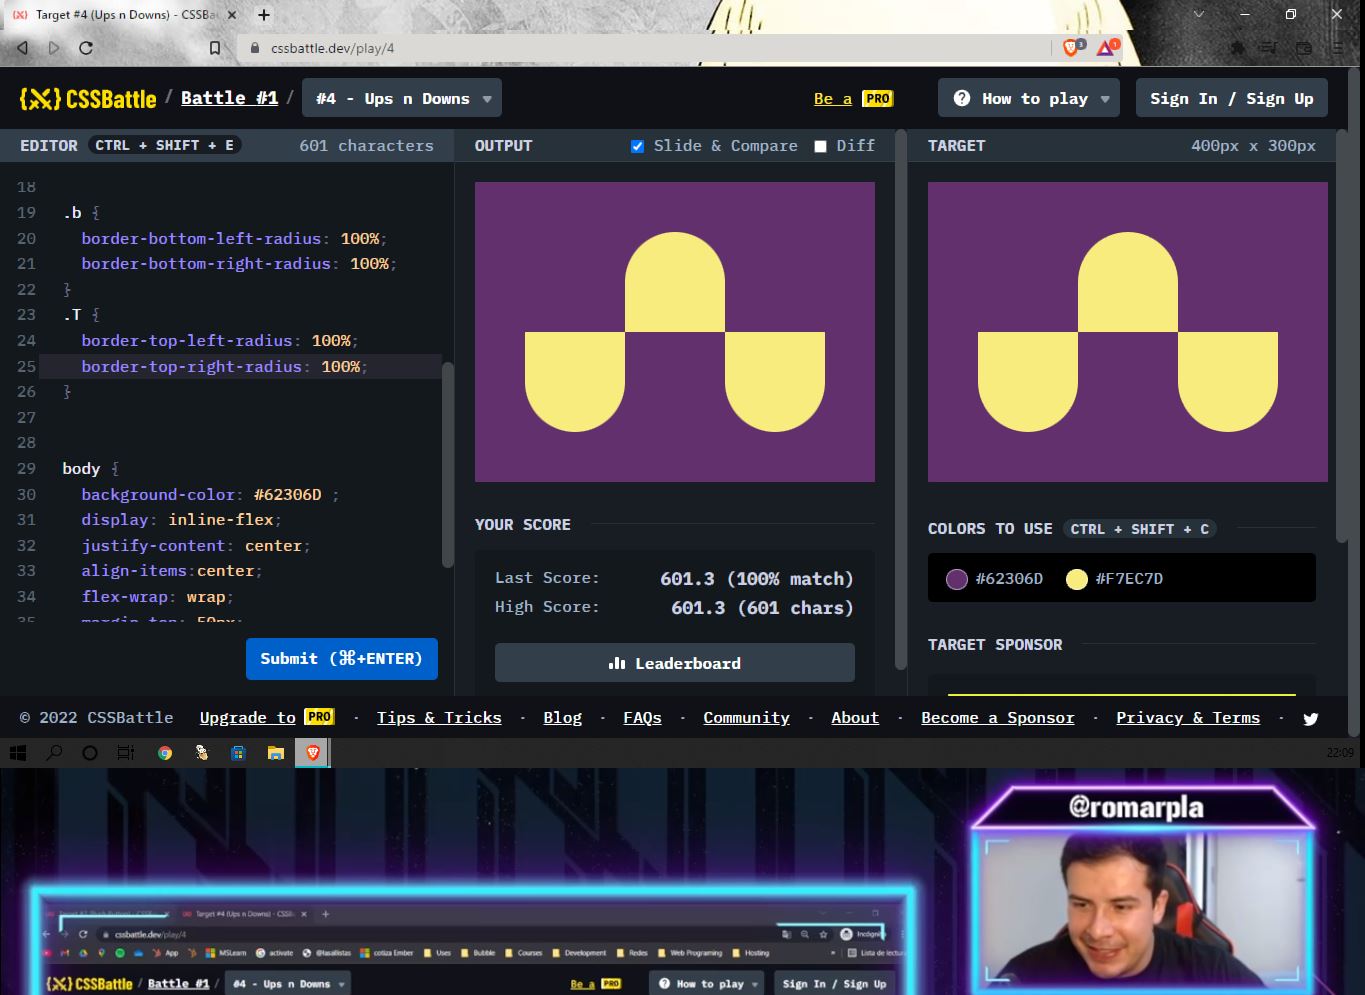 Target #4 (Ups n Downs) - CSSBa
cssbattle.dev/play/4
3
1
{X} CSSBattle / Battle #1 / #4 - Ups n Downs
Be a PRO
How to play
Sign In / Sign Up
EDITOR CTRL + SHIFT + E 601 characters
OUTPUT Slide & Compare Diff
TARGET 400px x 300px
18
19 .b {
20 border-bottom-left-radius: 100%;
21 border-bottom-right-radius: 100%;
22 }
23 .T {
24 border-top-left-radius: 100%;
25 border-top-right-radius: 100%;
26 }
27
28
29 body {
30 background-color: #62306D ;
31 display: inline-flex;
32 justify-content: center;
33 align-items:center;
34 flex-wrap: wrap;
35 margin-top: 50px;
Submit (⌘+ENTER)
YOUR SCORE
Last Score: 601.3 (100% match)
High Score: 601.3 (601 chars)
Leaderboard
COLORS TO USE CTRL + SHIFT + C
#62306D #F7EC7D
TARGET SPONSOR
© 2022 CSSBattle Upgrade to PRO · Tips & Tricks · Blog · FAQs · Community · About · Become a Sponsor · Privacy & Terms ·
22:09
@romarpla
Target #4 (Ups n Downs) - CSSB
cssbattle.dev/play/4
Incógnito
App MSLearn activate @lasallistas cotiza Ember Uses Bubble Courses Development Redes Web Programing Hosting » Lista de lectura
{X} CSSBattle / Battle #1 / #4 - Ups n Downs Be a PRO How to play Sign In / Sign Up